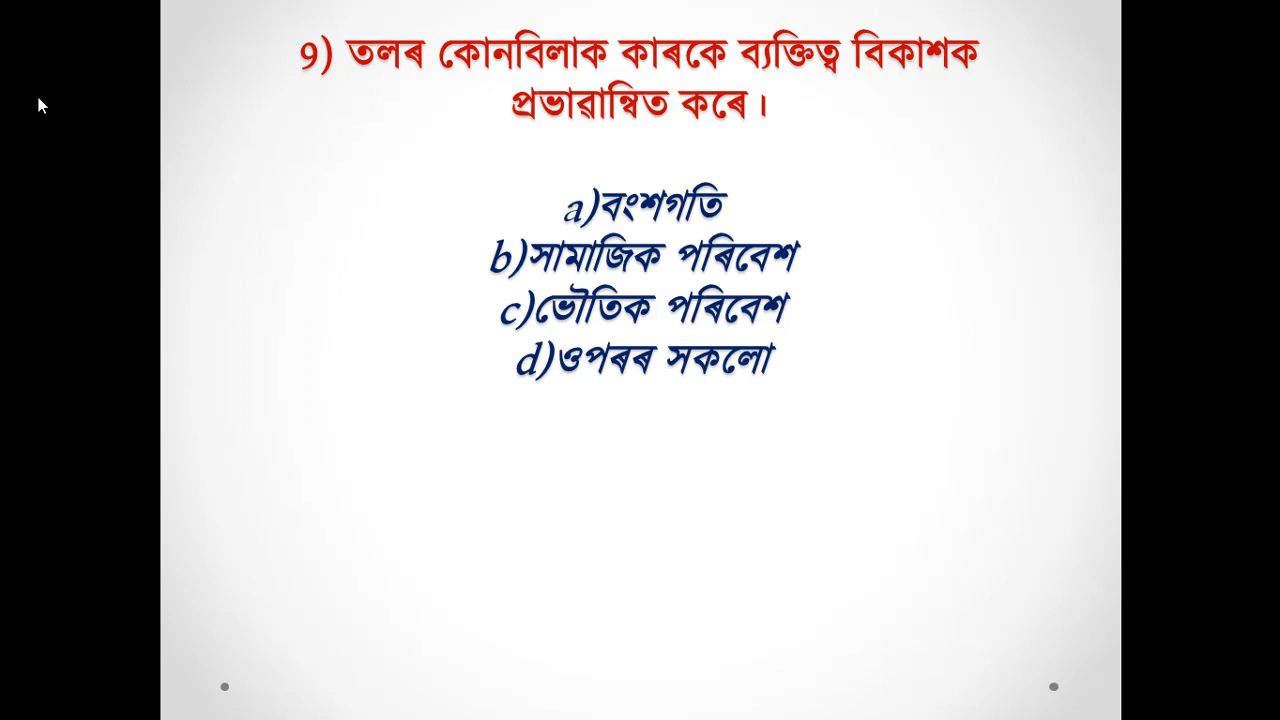 9) তলৰ কোনবিলাক কাৰকে ব্যক্তিত্ব বিকাশক
প্ৰভাৱান্বিত কৰে।
a)বংশগতি
b)সামাজিক পৰিবেশ
c)ভৌতিক পৰিবেশ
d)ওপৰৰ সকলো